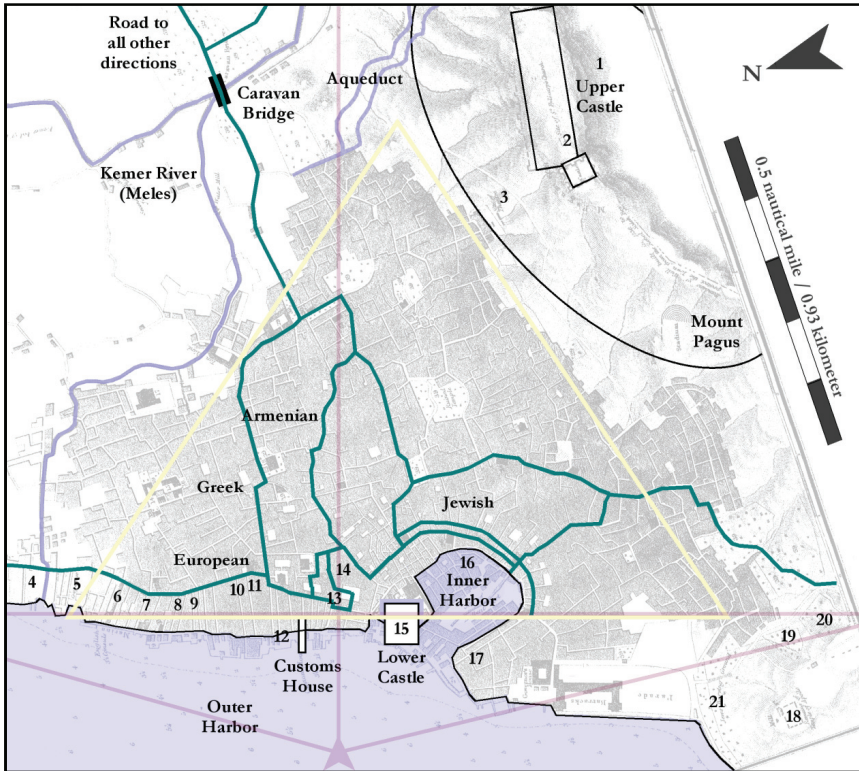 Road to
all other
directions
Aqueduct
1
Upper
Castle
N
Caravan
Bridge
2
0.5 nautical mile / 0.93 kilometer
Kemer River
(Meles)
3
Mount
Pagus
Armenian
Greek
Jewish
European
14
16
Inner
Harbor
4
5
6
7
8
9
10
11
13
15
12
Customs
House
Lower
Castle
17
20
19
Outer
Harbor
21
18
Parade
Barracks